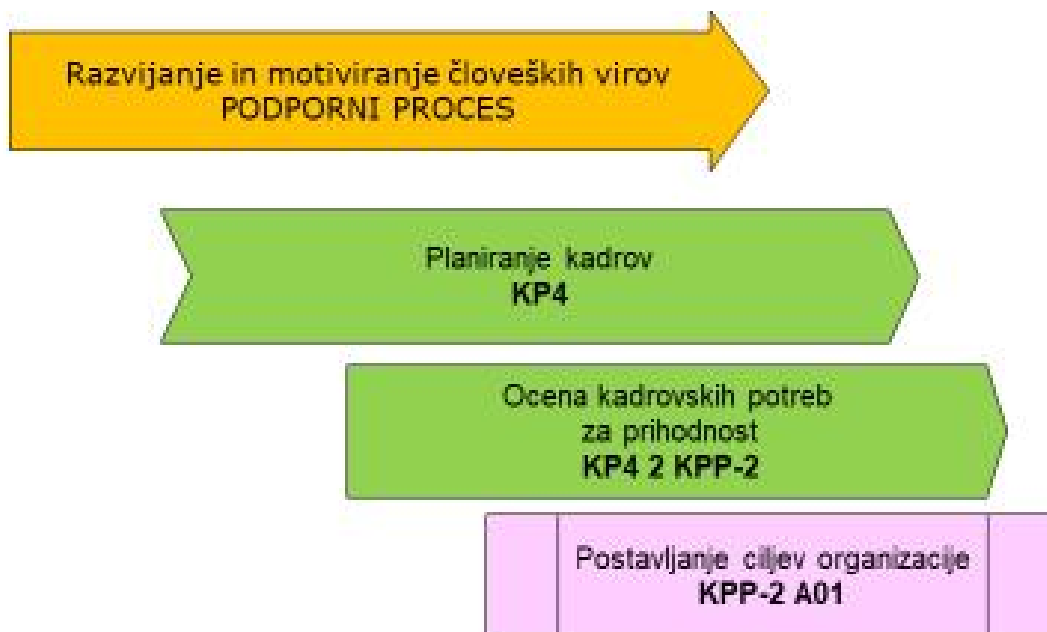 Razvijanje in motiviranje človeških virov
PODPORNI PROCES
Planiranje kadrov
KP4
Ocena kadrovskih potreb
za prihodnost
KP4 2 KPP-2
Postavljanje ciljev organizacije
KPP-2 A01